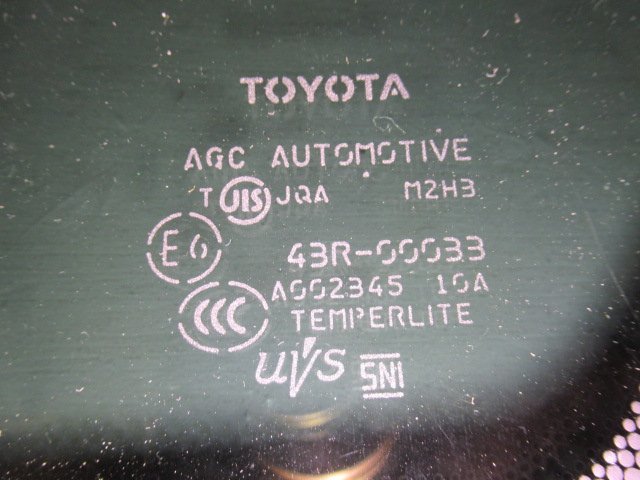 TOYOTA
AGC AUTOMOTIVE
T JIS JQA M2H3
E6 43R-00033
CCC A002345 10A
TEMPERLITE
uVs SNI